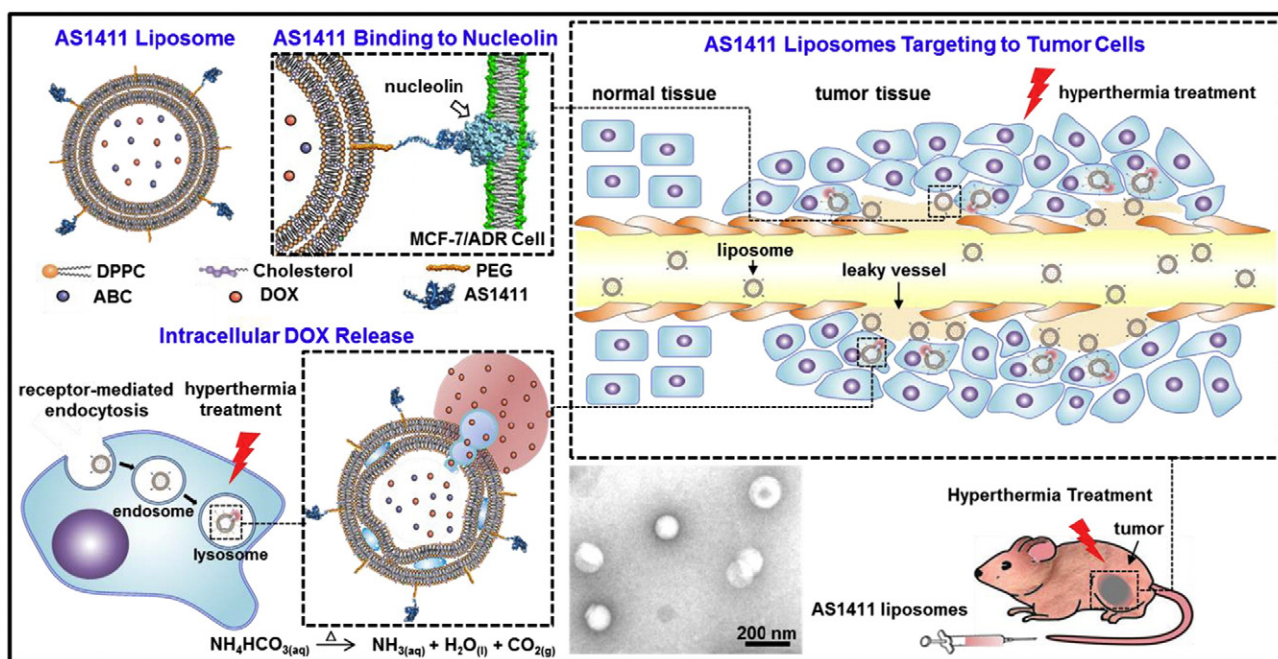 AS1411 Liposome
AS1411 Binding to Nucleolin
nucleolin
MCF-7/ADR Cell
DPPC
Cholesterol
PEG
ABC
DOX
AS1411
AS1411 Liposomes Targeting to Tumor Cells
normal tissue
tumor tissue
hyperthermia treatment
liposome
leaky vessel
Intracellular DOX Release
receptor-mediated
endocytosis
hyperthermia
treatment
endosome
lysosome
NH₄HCO₃(aq) Δ NH₃(aq) + H₂O(l) + CO₂(g)
200 nm
Hyperthermia Treatment
tumor
AS1411 liposomes